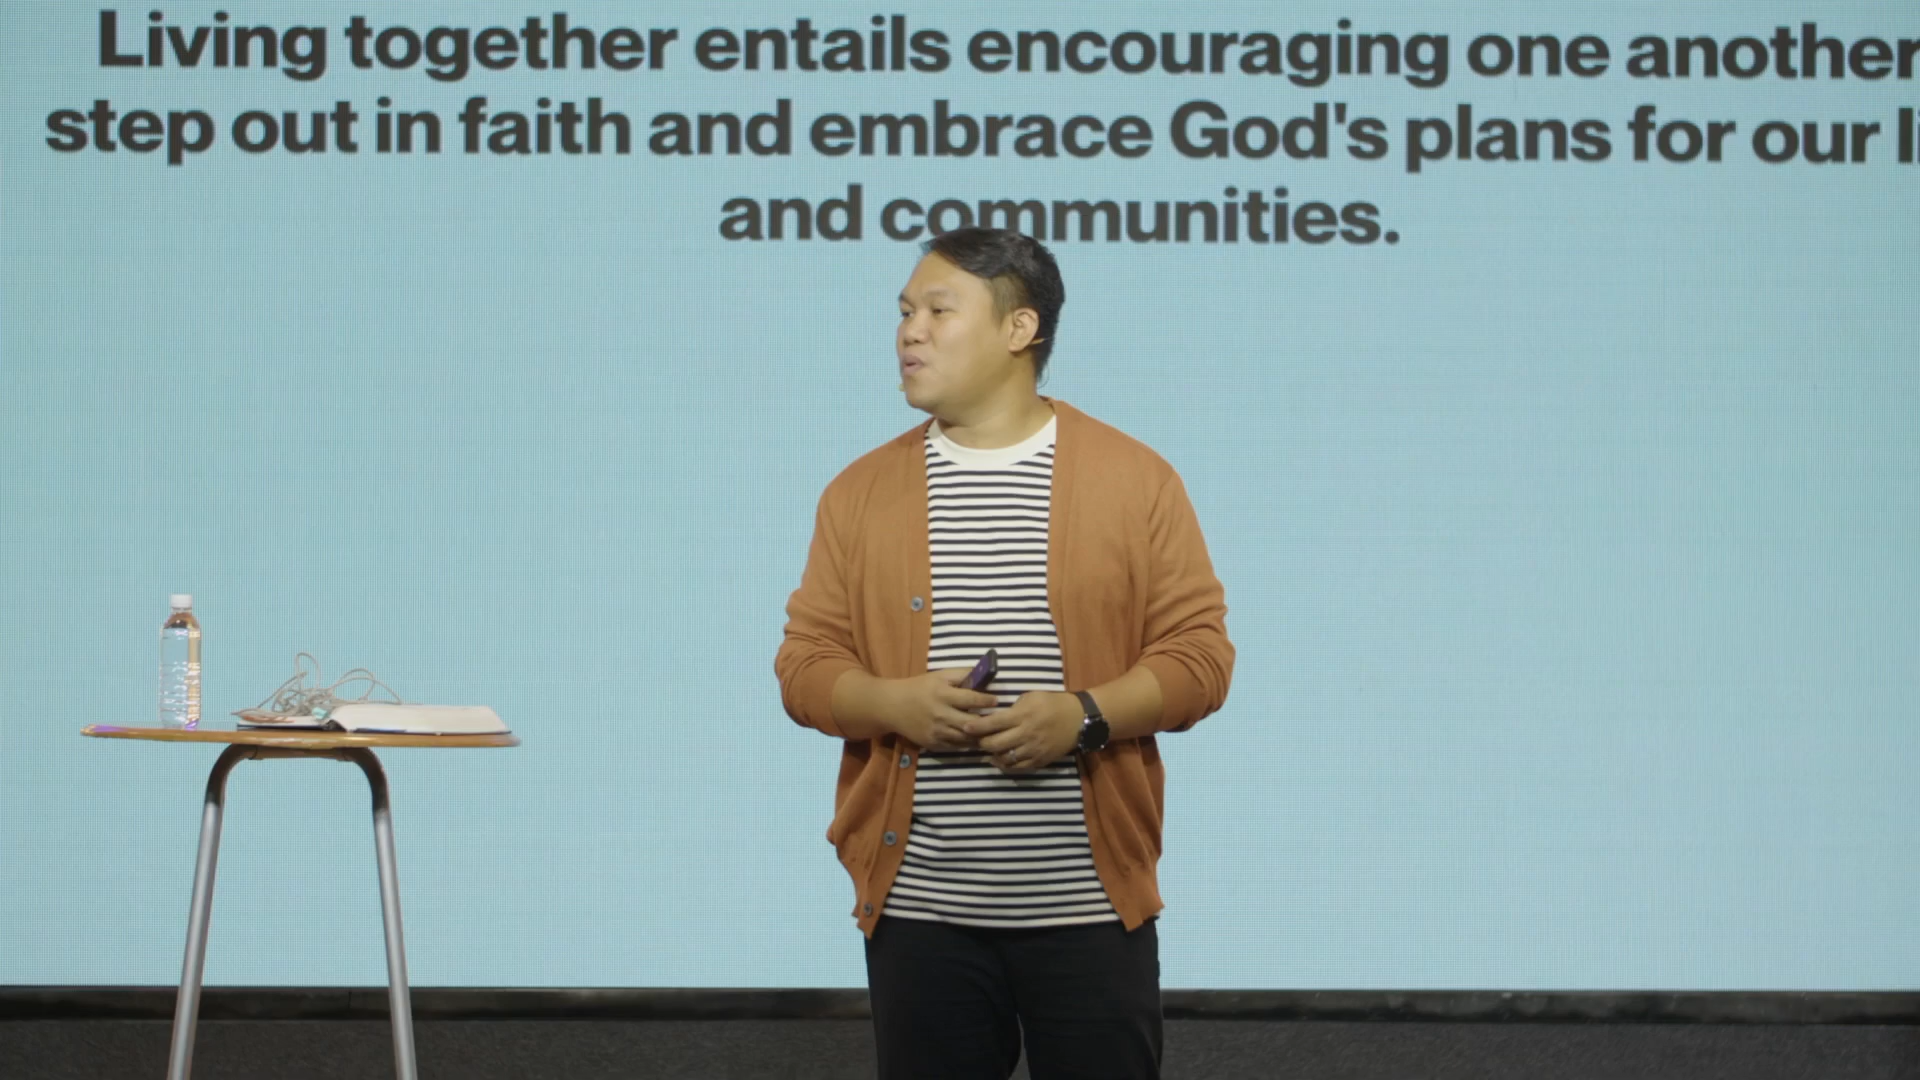 Living together entails encouraging one another
step out in faith and embrace God's plans for our
and communities.